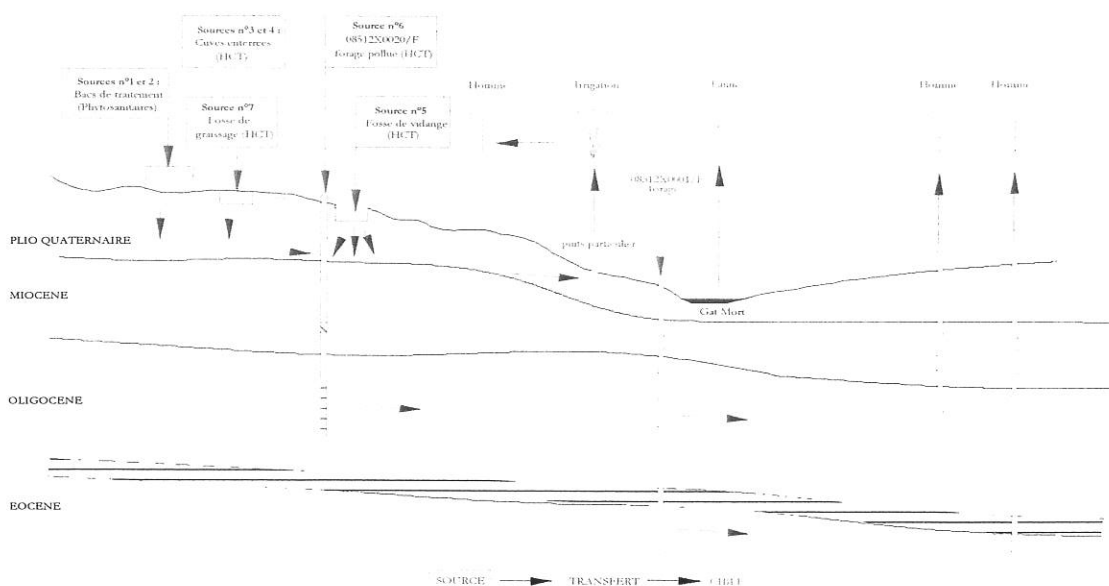 Sources n°3 et 4 :
Cuves enterrées
(HCT)
Source n°6
08512X0020/F
forage pollué (HCT)
Sources n°1 et 2 :
Bacs de traitement
(Phytosanitaires)
Source n°7
Fosse de
graissage (HCT)
Source n°5
Fosse de vidange
(HCT)
Homme
Irrigation
Homme
Homme
forage
puits particulier
PLIO QUATERNAIRE
MIOCENE
Gat Mort
OLIGOCENE
EOCENE
SOURCE
TRANSFERT
CIBLE